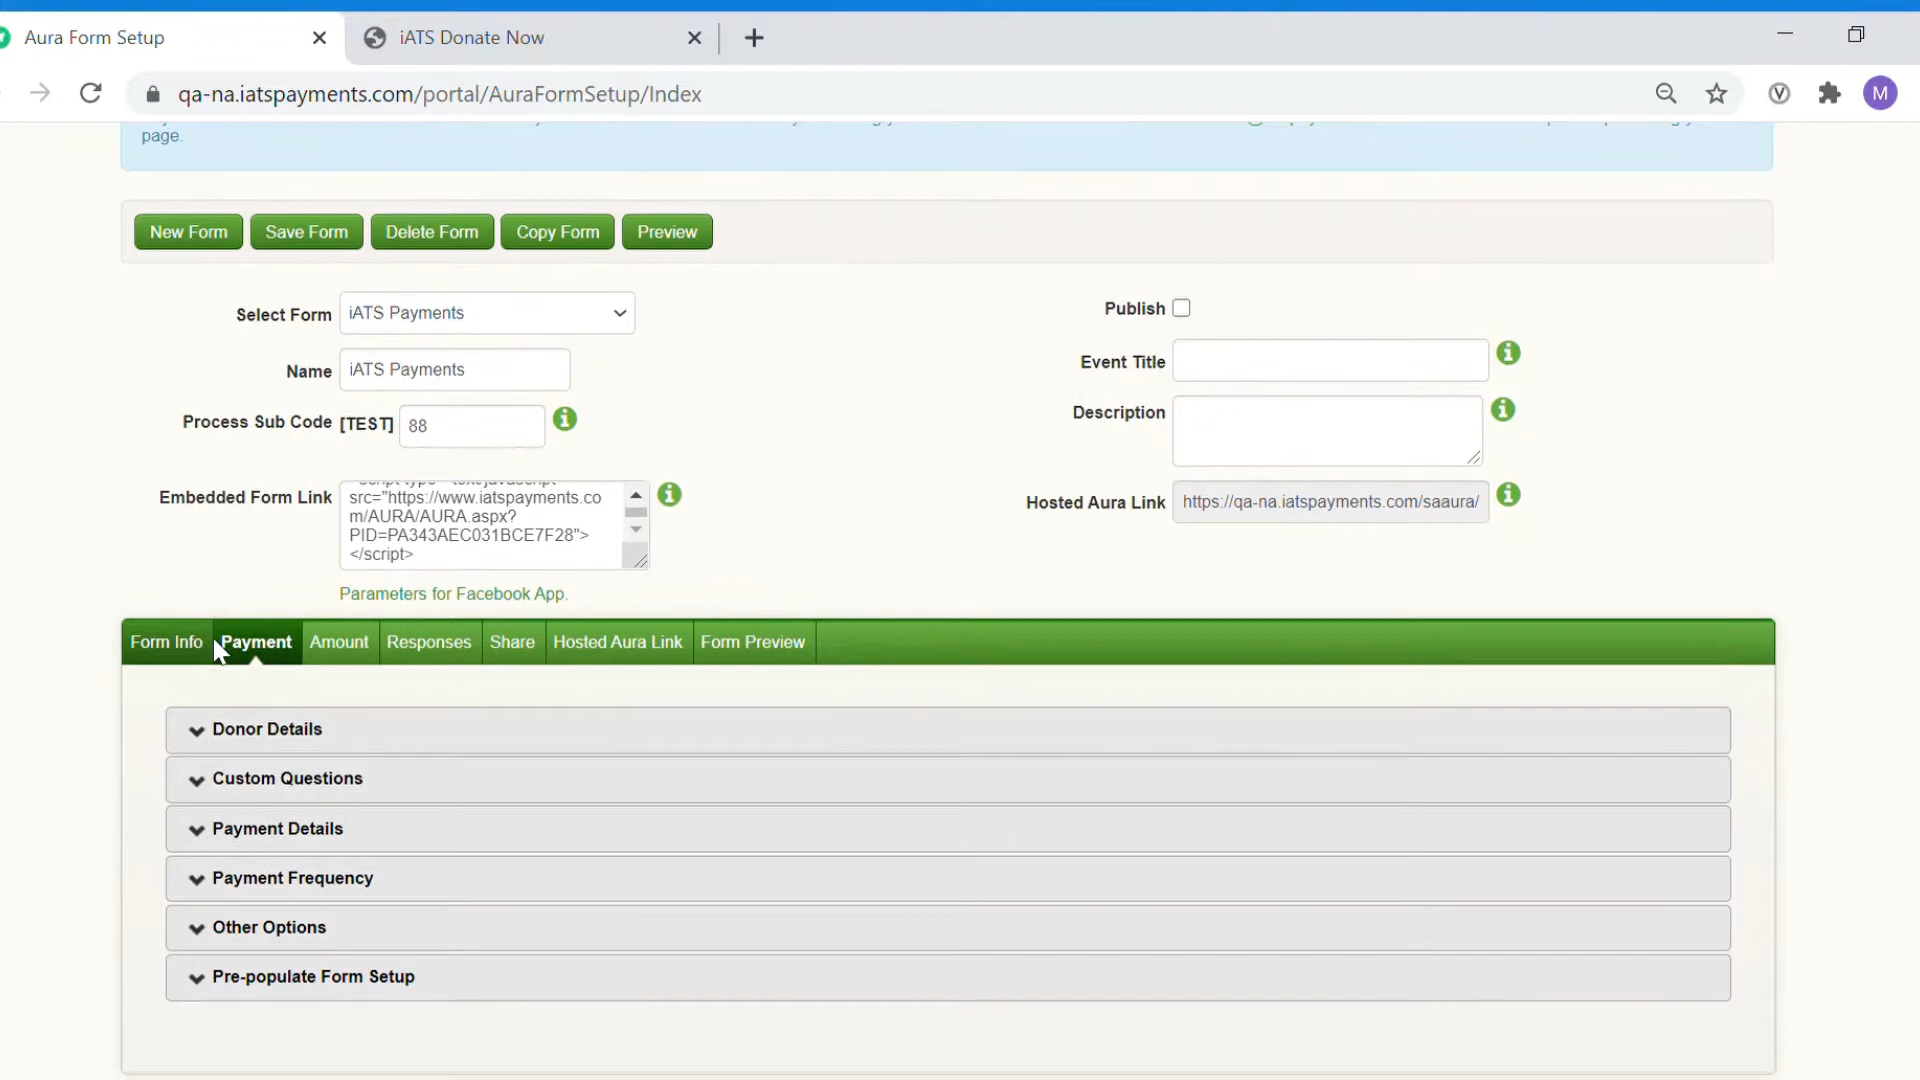 Aura Form Setup
iATS Donate Now
qa-na.iatspayments.com/portal/AuraFormSetup/Index
M
page.
New Form
Save Form
Delete Form
Copy Form
Preview
Select Form
iATS Payments
Publish
Name
iATS Payments
Event Title
Process Sub Code
[TEST]
88
Description
Embedded Form Link
src="https://www.iatspayments.co
m/AURA/AURA.aspx?
PID=PA343AEC031BCE7F28">
</script>
Hosted Aura Link
https://qa-na.iatspayments.com/saaura/
Parameters for Facebook App.
Form Info
Payment
Amount
Responses
Share
Hosted Aura Link
Form Preview
Donor Details
Custom Questions
Payment Details
Payment Frequency
Other Options
Pre-populate Form Setup